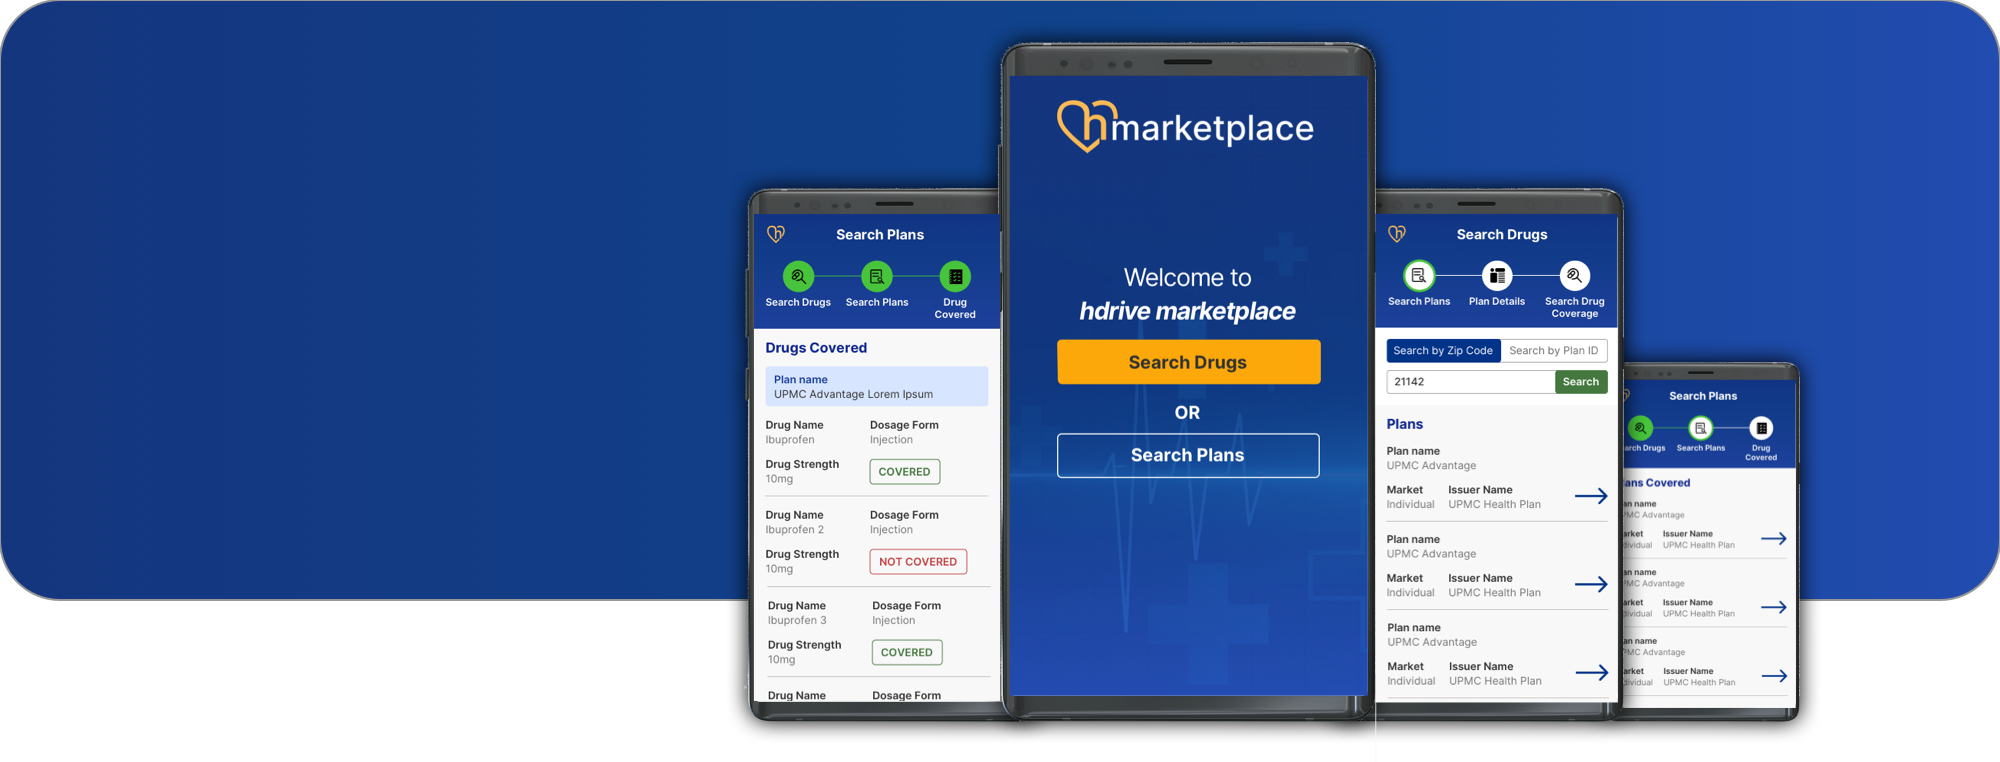 hmarketplace
Welcome to
hdrive marketplace
Search Drugs
OR
Search Plans
Search Plans
Search Drugs
Search Plans
Drug
Covered
Drugs Covered
Plan name
UPMC Advantage Lorem Ipsum
Drug Name Dosage Form
Ibuprofen Injection
Drug Strength
10mg
COVERED
Drug Name Dosage Form
Ibuprofen 2 Injection
Drug Strength
10mg
NOT COVERED
Drug Name Dosage Form
Ibuprofen 3 Injection
Drug Strength
10mg
COVERED
Drug Name Dosage Form
Search Drugs
Search Plans
Plan Details
Search Drug
Coverage
Search by Zip Code Search by Plan ID
21142 Search
Plans
Plan name
UPMC Advantage
Market Issuer Name
Individual UPMC Health Plan
Plan name
UPMC Advantage
Market Issuer Name
Individual UPMC Health Plan
Plan name
UPMC Advantage
Market Issuer Name
Individual UPMC Health Plan
Search Plans
arch Drugs
Search Plans
Drug
Covered
ans Covered
an name
PMC Advantage
arket Issuer Name
dividual UPMC Health Plan
an name
PMC Advantage
arket Issuer Name
dividual UPMC Health Plan
an name
PMC Advantage
arket Issuer Name
dividual UPMC Health Plan